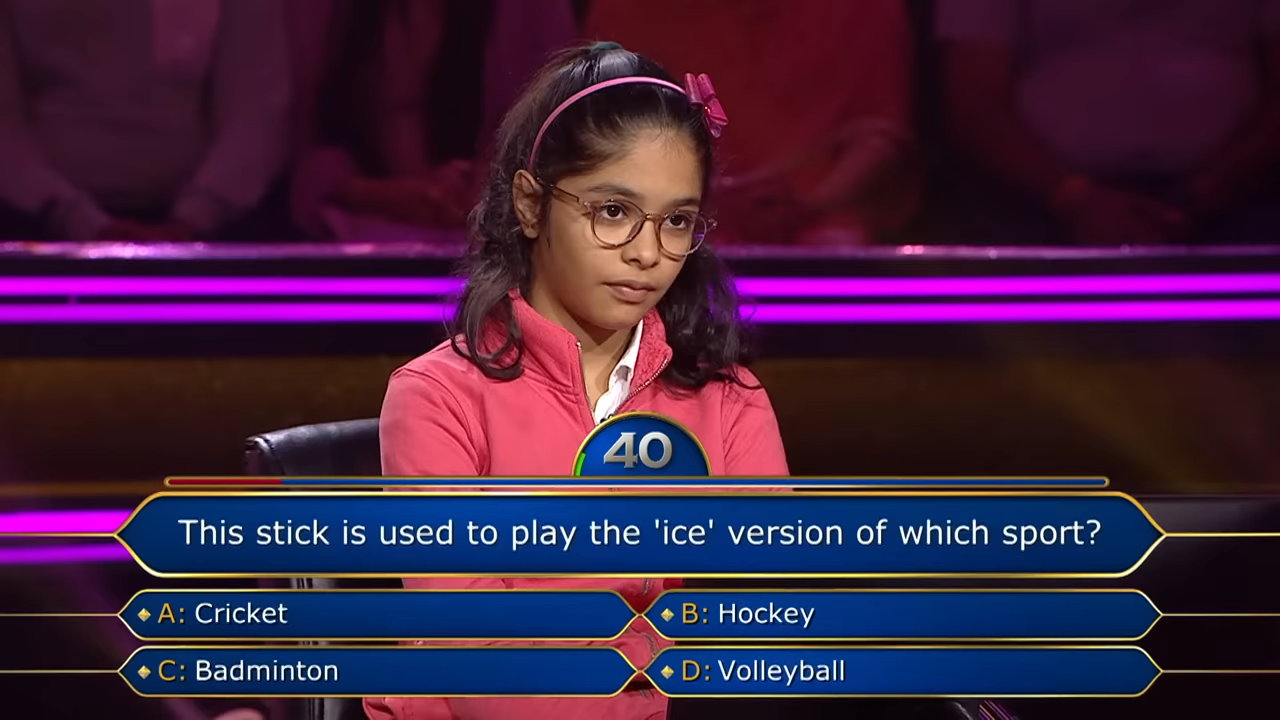 40
This stick is used to play the 'ice' version of which sport?
A: Cricket
B: Hockey
C: Badminton
D: Volleyball